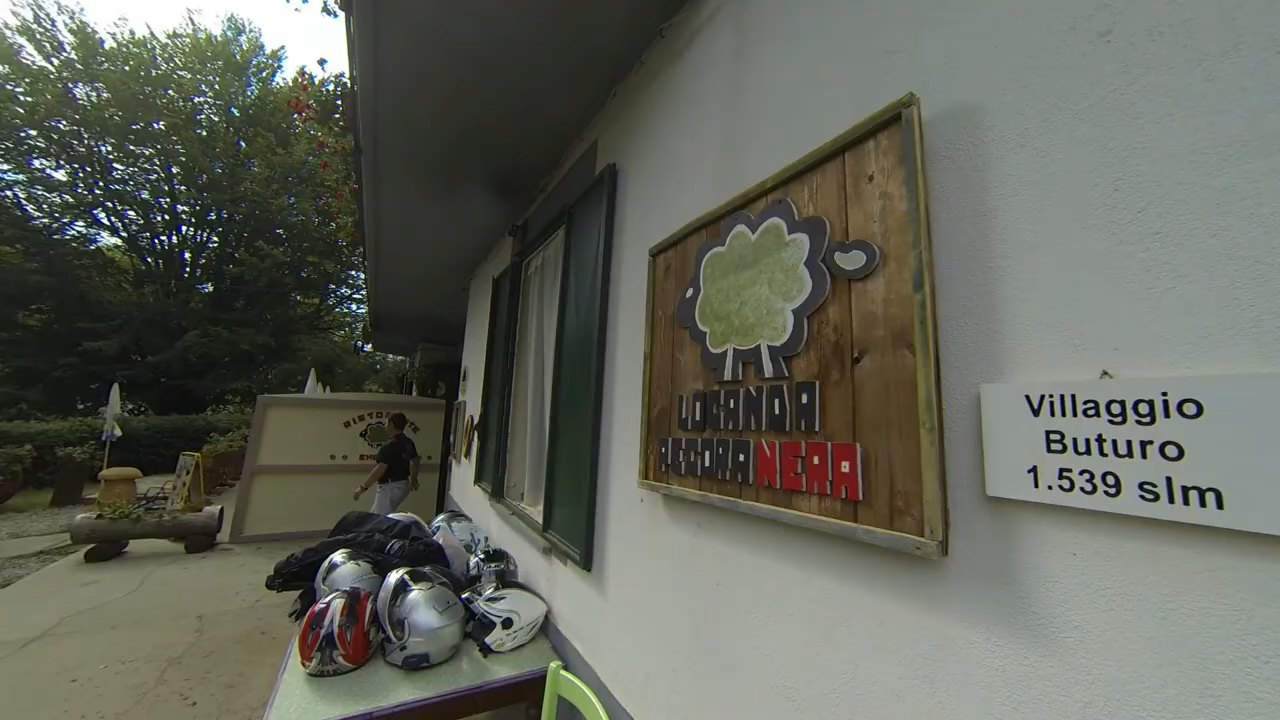 RISTORANTE
LOCANDA
PECORA NERA
Villaggio
Buturo
1.539 slm